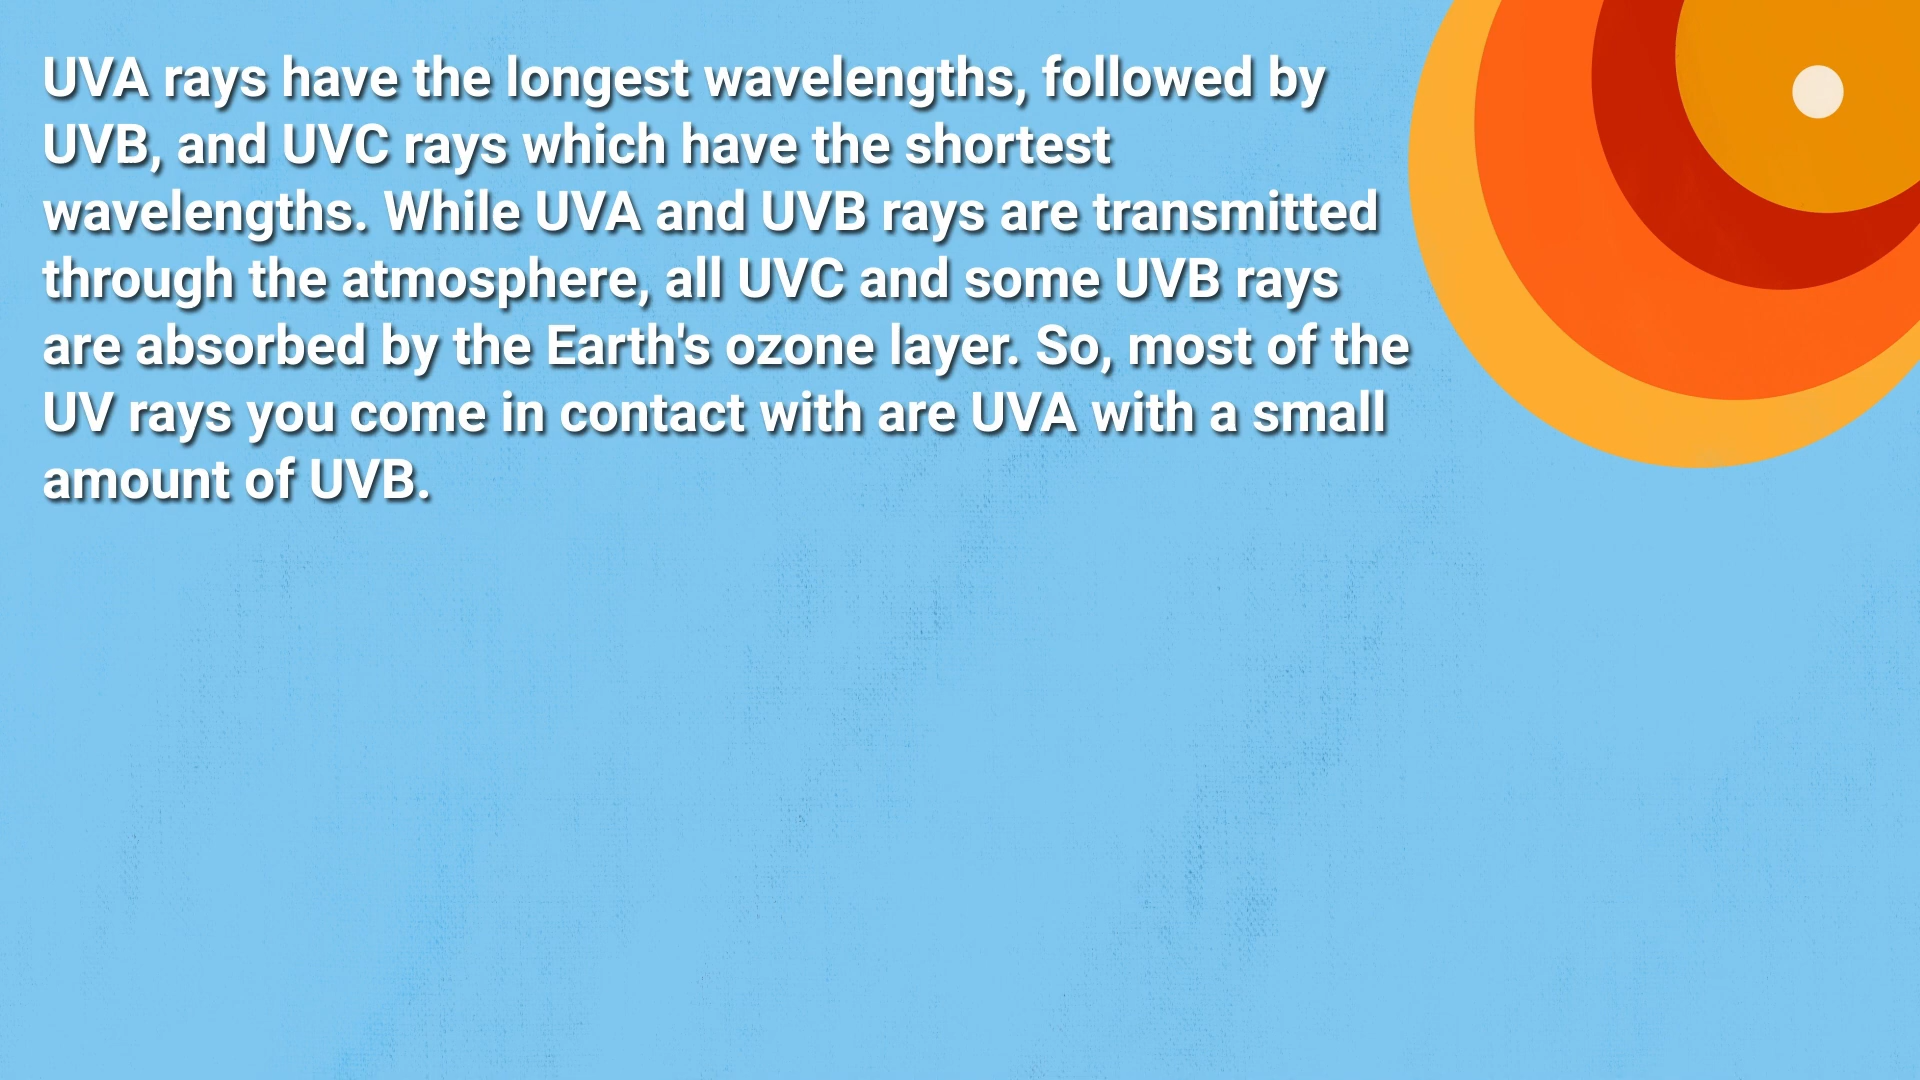 UVA rays have the longest wavelengths, followed by
UVB, and UVC rays which have the shortest
wavelengths. While UVA and UVB rays are transmitted
through the atmosphere, all UVC and some UVB rays
are absorbed by the Earth's ozone layer. So, most of the
UV rays you come in contact with are UVA with a small
amount of UVB.